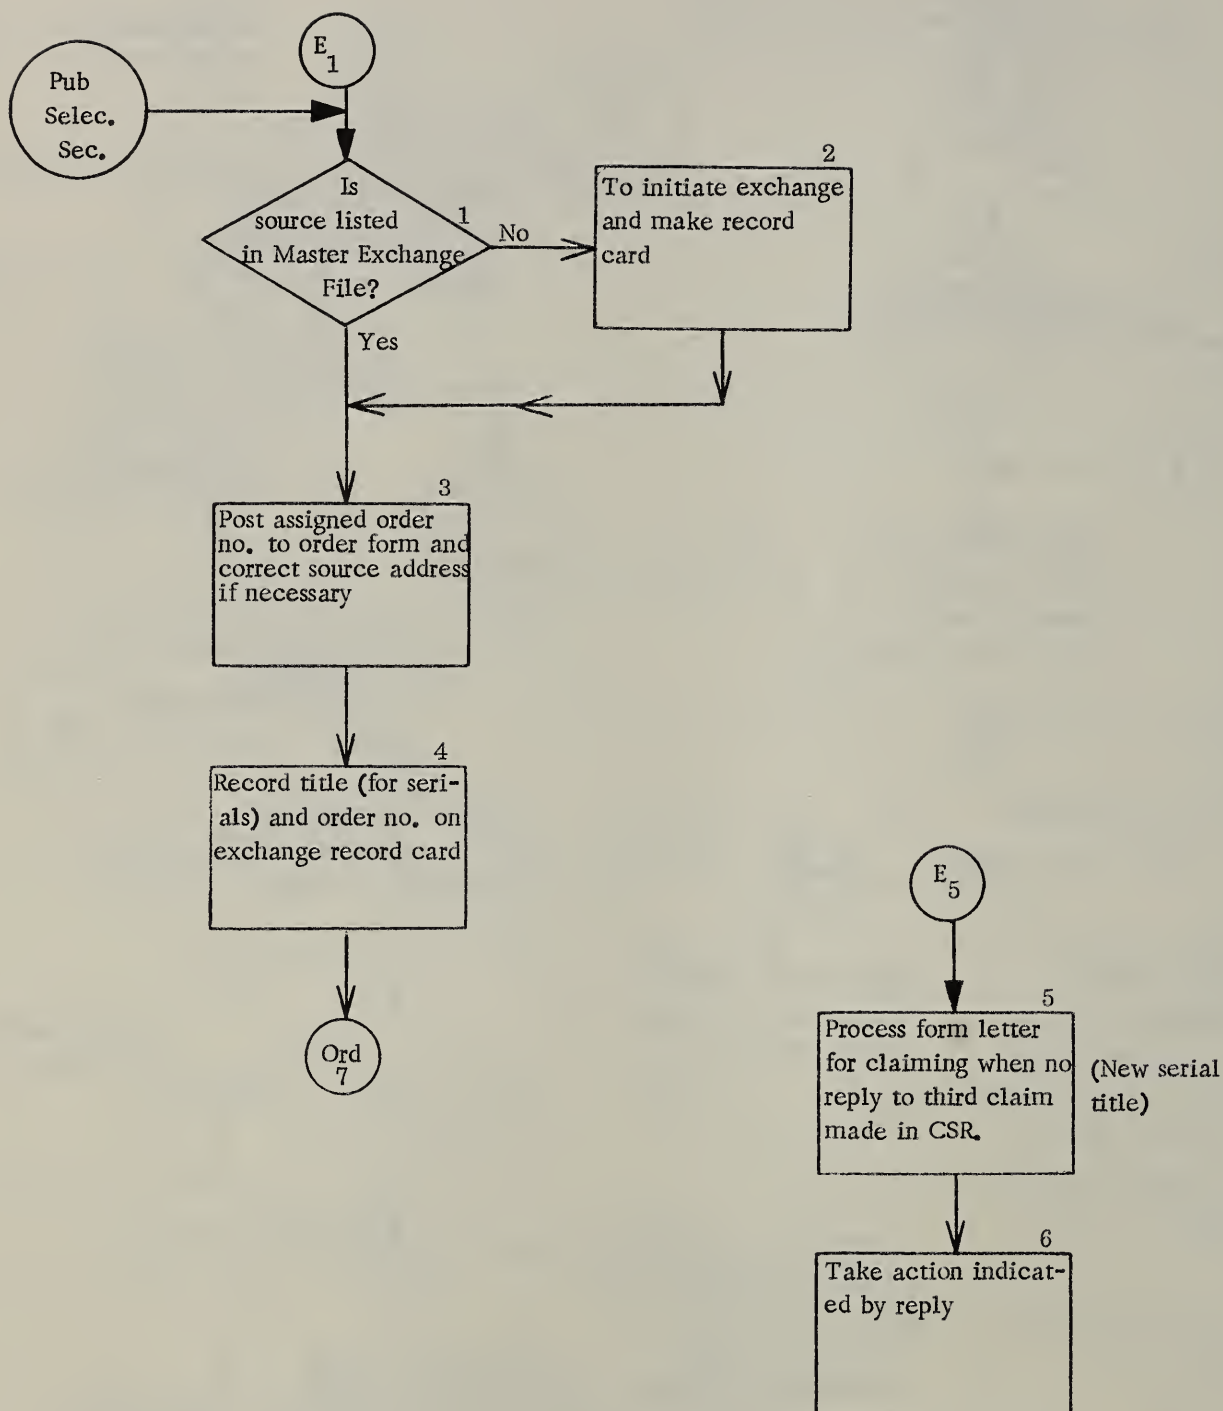 E
1
Pub
Selec.
Sec.
Is
source listed
in Master Exchange
File?
1
No
Yes
2
To initiate exchange
and make record
card
3
Post assigned order
no. to order form and
correct source address
if necessary
4
Record title (for seri-
als) and order no. on
exchange record card
Ord
7
E
5
5
Process form letter
for claiming when no
reply to third claim
made in CSR.
(New serial
title)
6
Take action indicat-
ed by reply